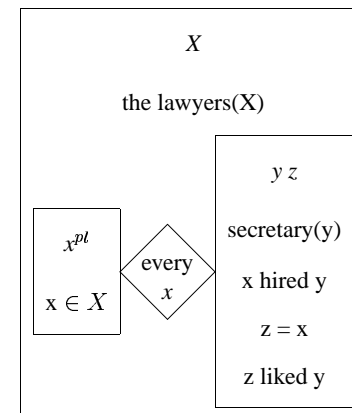 X
the lawyers(X)
x^{pl}
x ∈ X
every
x
y z
secretary(y)
x hired y
z = x
z liked y